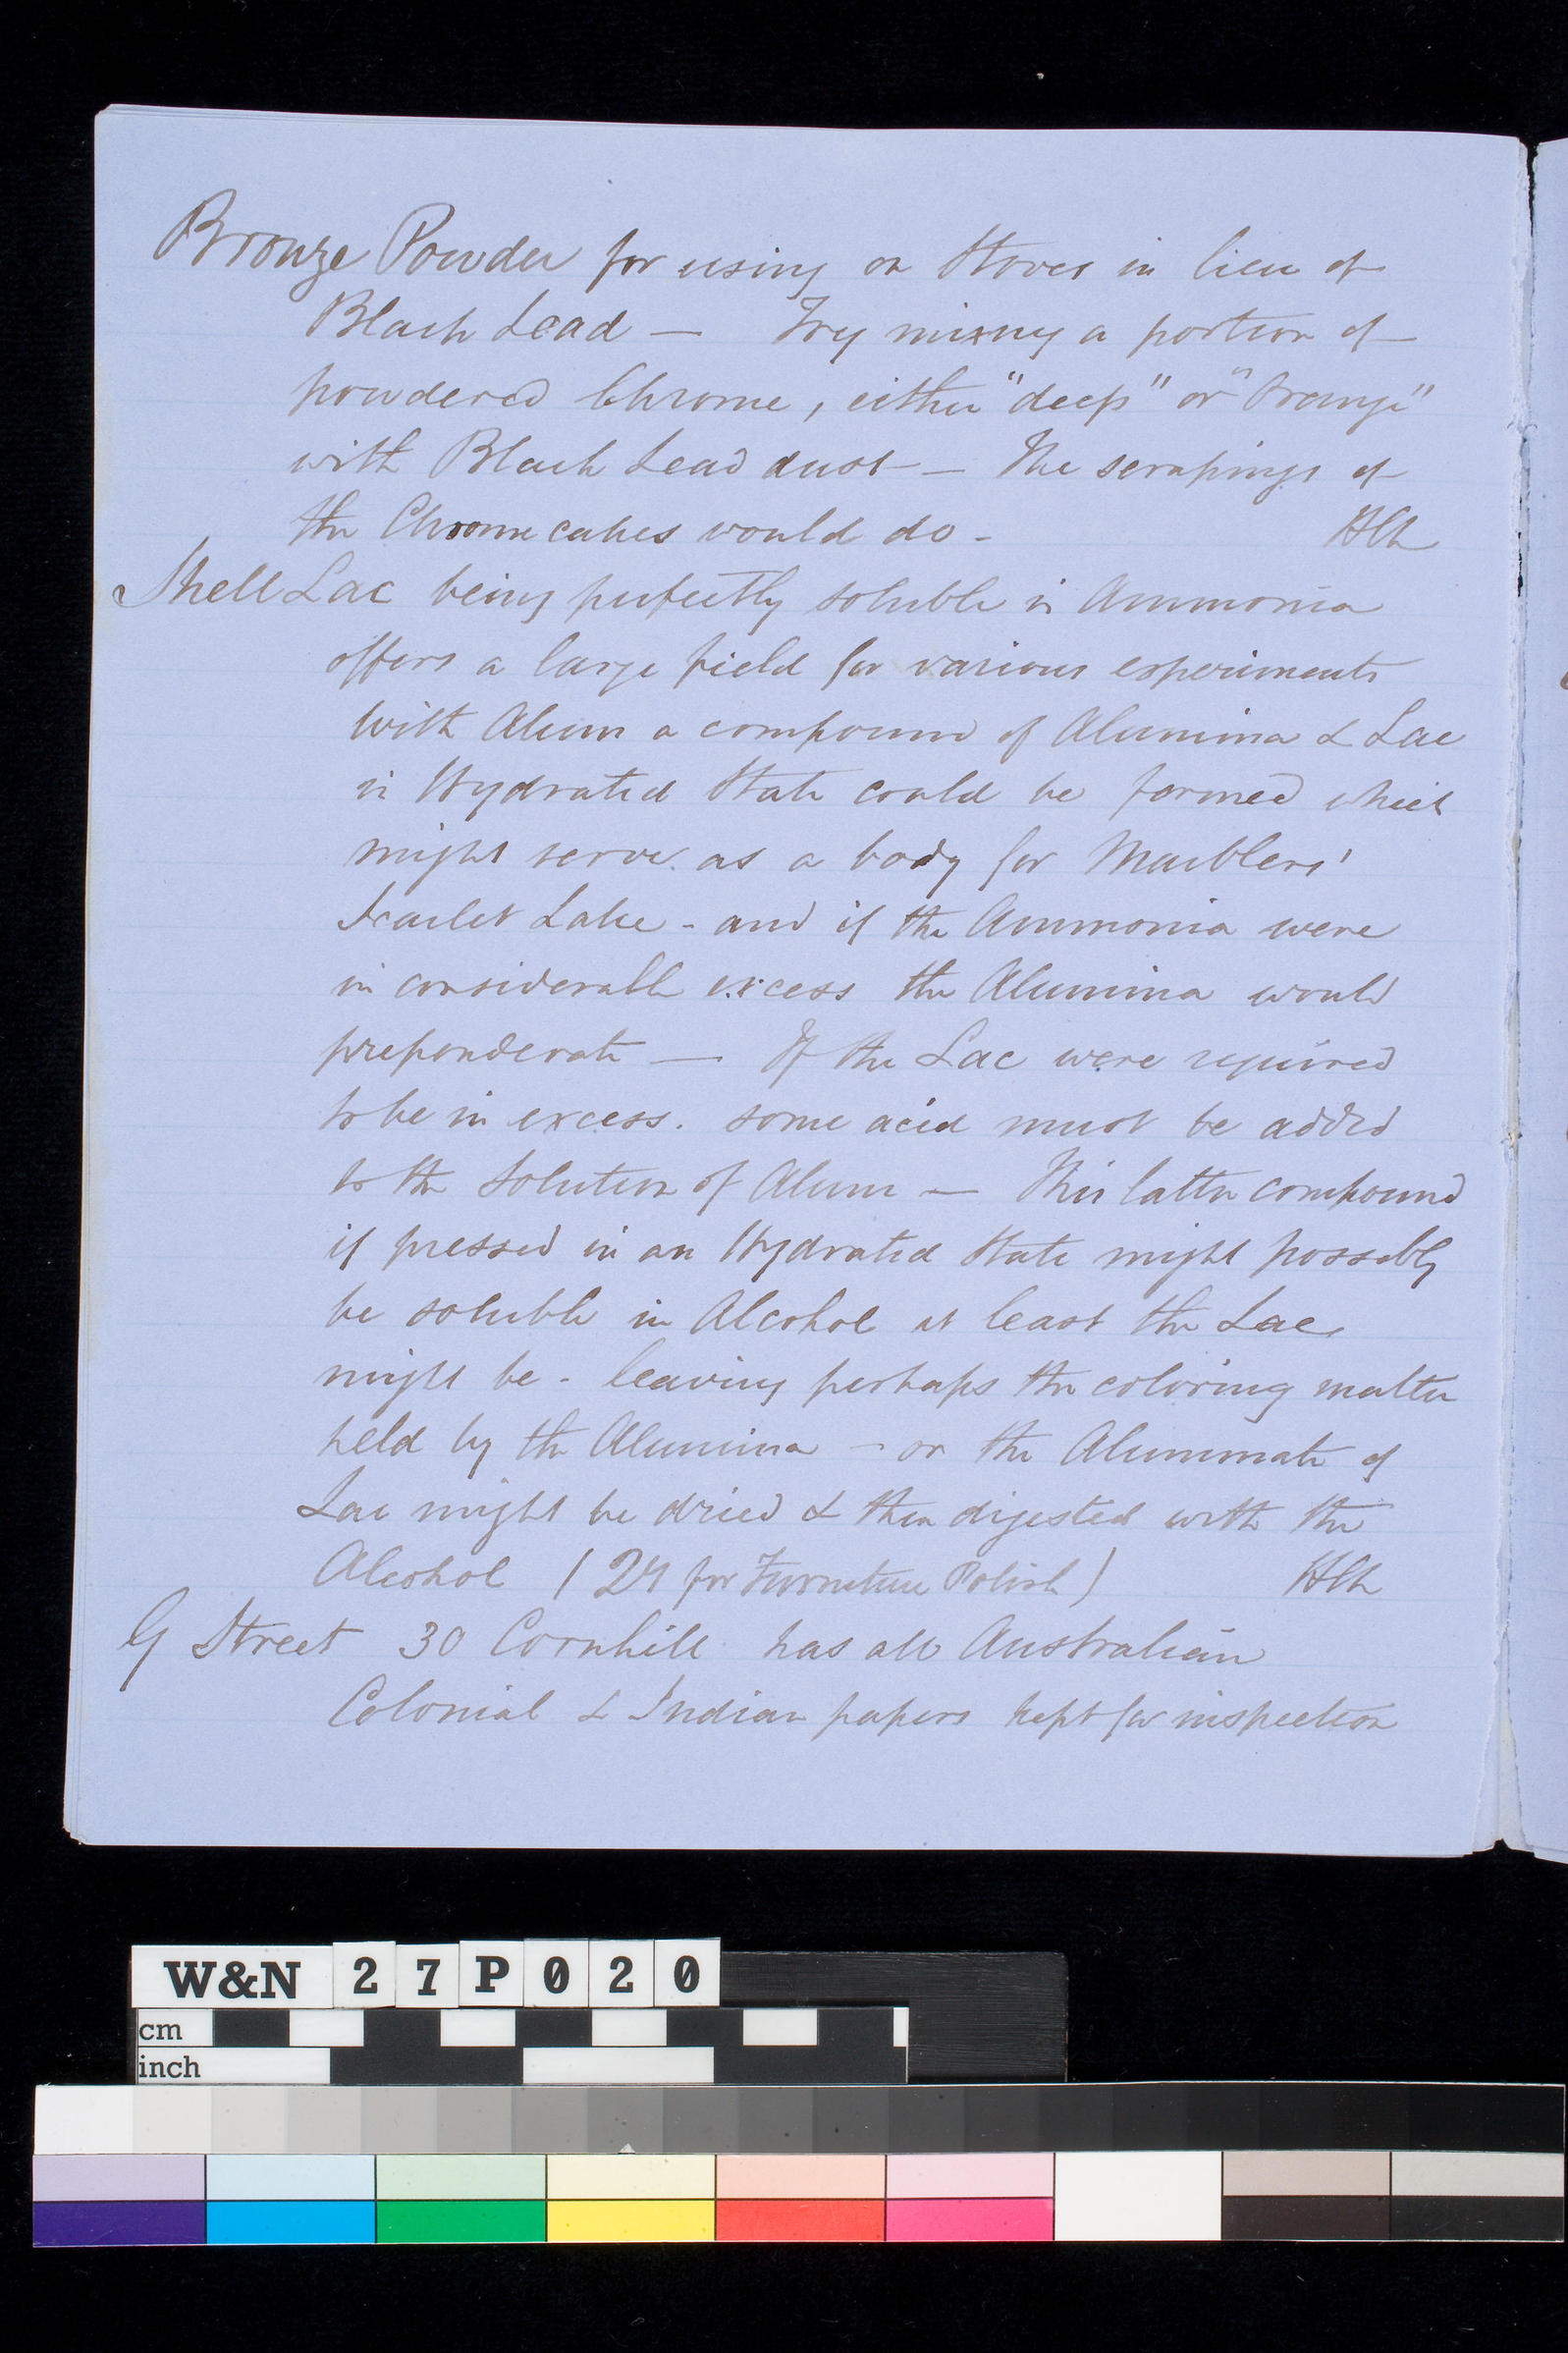 Bronze Powder for using on Stoves in lieu of
Black Lead — Try mixing a portion of
powdered Chrome, either "deep" or "Orange"
with Black Lead dust — The scrapings of
the Chrome cakes would do -
Shell Lac being perfectly soluble in Ammonia
offers a large field for various experiments
With Alum a compound of Alumina & Lac
in Hydrated State could be formed which
might serve as a body for Marblers'
Scarlet Lake - and if the Ammonia were
in considerable excess the Alumina would
preponderate — If the Lac were required
to be in excess. some acid must be added
to the Solution of Alum — This latter compound
if pressed in an Hydrated State might possibly
be soluble in Alcohol at least the Lac
might be - leaving perhaps the coloring matter
held by the Alumina - or the Aluminate of
Lac might be dried & then digested with the
Alcohol ( for Furniture Polish)
G Street 30 Cornhill has all Australian
Colonial & Indian papers kept for inspection
W&N 27P020
cm
inch